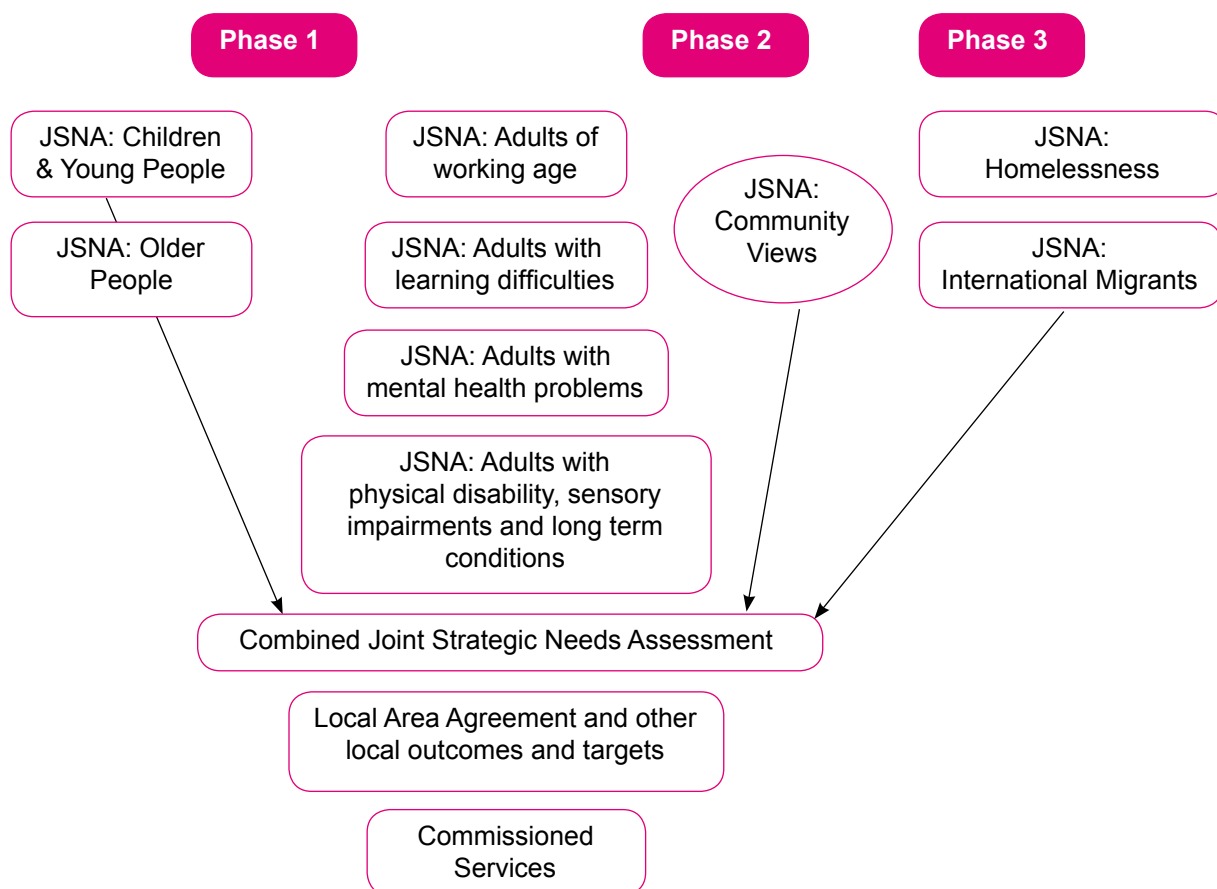 Phase 1
Phase 2
Phase 3
JSNA: Children
& Young People
JSNA: Older
People
JSNA: Adults of
working age
JSNA: Adults with
learning difficulties
JSNA: Adults with
mental health problems
JSNA: Adults with
physical disability, sensory
impairments and long term
conditions
JSNA:
Community
Views
JSNA:
Homelessness
JSNA:
International Migrants
Combined Joint Strategic Needs Assessment
Local Area Agreement and other
local outcomes and targets
Commissioned
Services